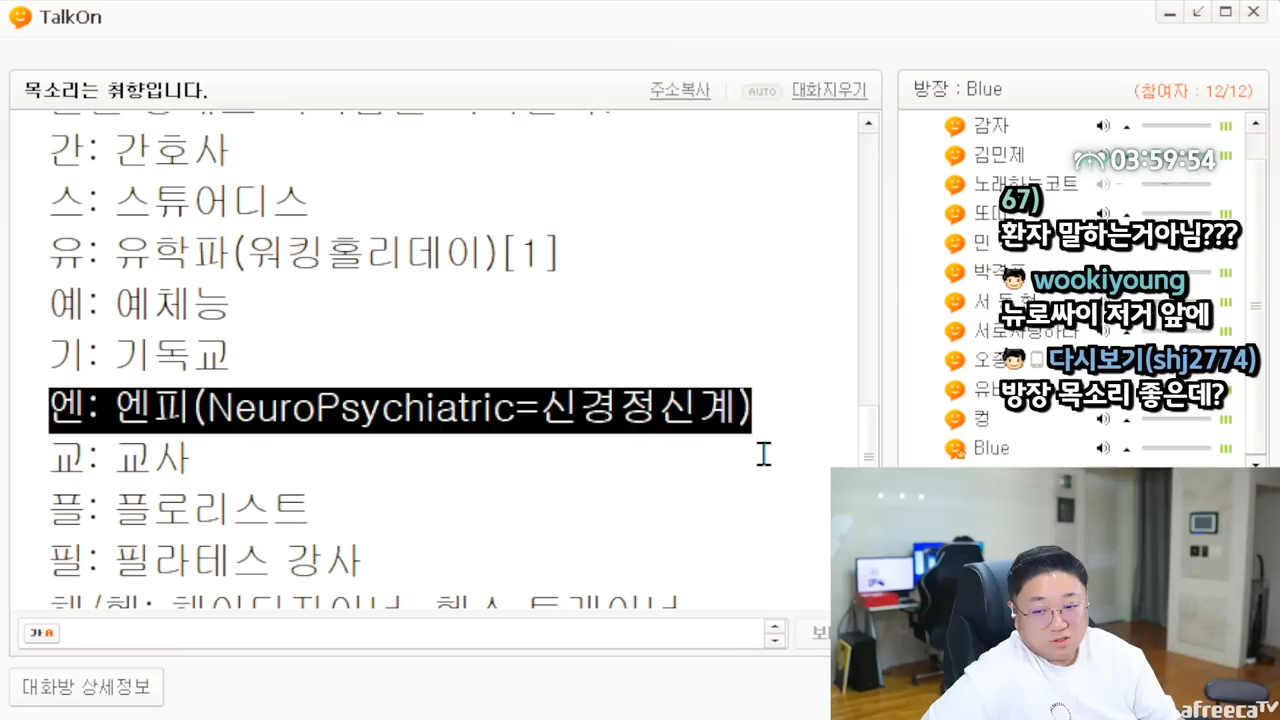 TalkOn
목소리는 취향입니다.
주소복사
AUTO
대화지우기
간: 간호사
스: 스튜어디스
유: 유학파(워킹홀리데이)[1]
예: 예체능
기: 기독교
엔: 엔피(NeuroPsychiatric=신경정신계)
교: 교사
플: 플로리스트
필: 필라테스 강사
가A
대화방 상세정보
방장 : Blue
(참여자 : 12/12)
감자
김민제
노래하는코트
민
오종
유
컹
Blue
03:59:54
67)
환자 말하는거아님???
wookiyoung
뉴로싸이 저거 앞에
다시보기(shj2774)
방장 목소리 좋은데?
afreecaTV